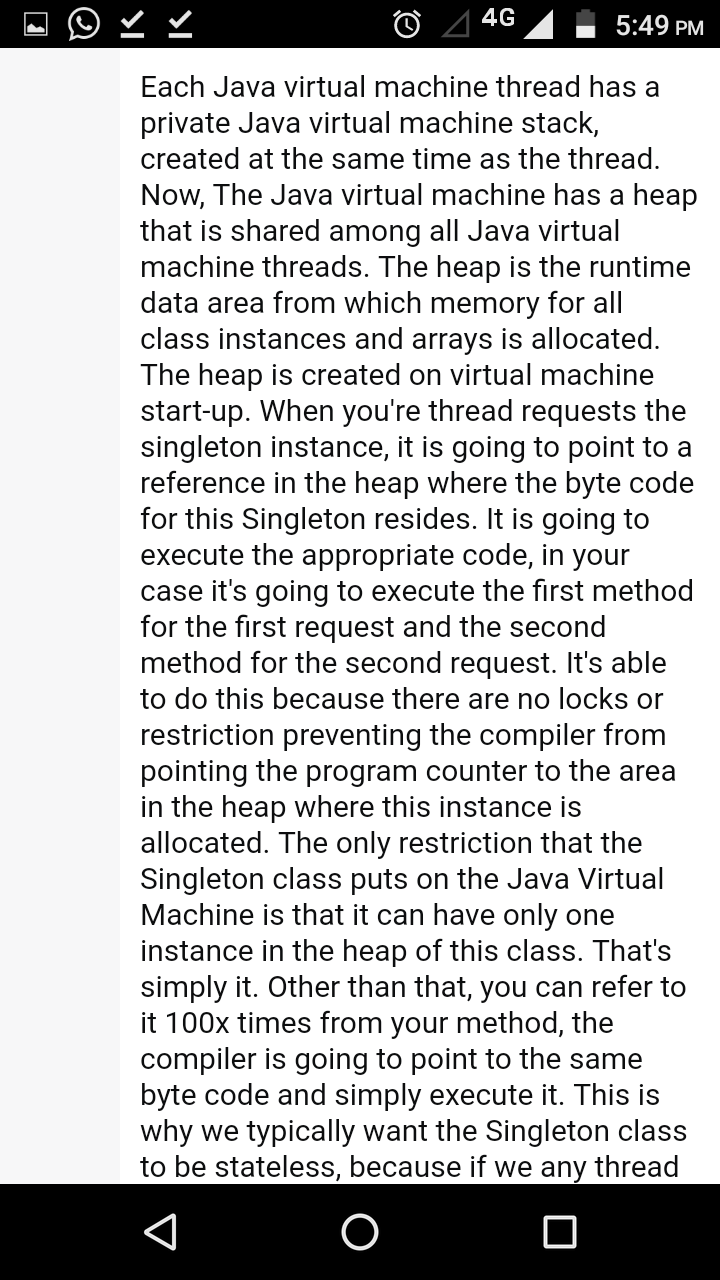 4G 5:49 PM
Each Java virtual machine thread has a
private Java virtual machine stack,
created at the same time as the thread.
Now, The Java virtual machine has a heap
that is shared among all Java virtual
machine threads. The heap is the runtime
data area from which memory for all
class instances and arrays is allocated.
The heap is created on virtual machine
start-up. When you're thread requests the
singleton instance, it is going to point to a
reference in the heap where the byte code
for this Singleton resides. It is going to
execute the appropriate code, in your
case it's going to execute the first method
for the first request and the second
method for the second request. It's able
to do this because there are no locks or
restriction preventing the compiler from
pointing the program counter to the area
in the heap where this instance is
allocated. The only restriction that the
Singleton class puts on the Java Virtual
Machine is that it can have only one
instance in the heap of this class. That's
simply it. Other than that, you can refer to
it 100x times from your method, the
compiler is going to point to the same
byte code and simply execute it. This is
why we typically want the Singleton class
to be stateless, because if we any thread